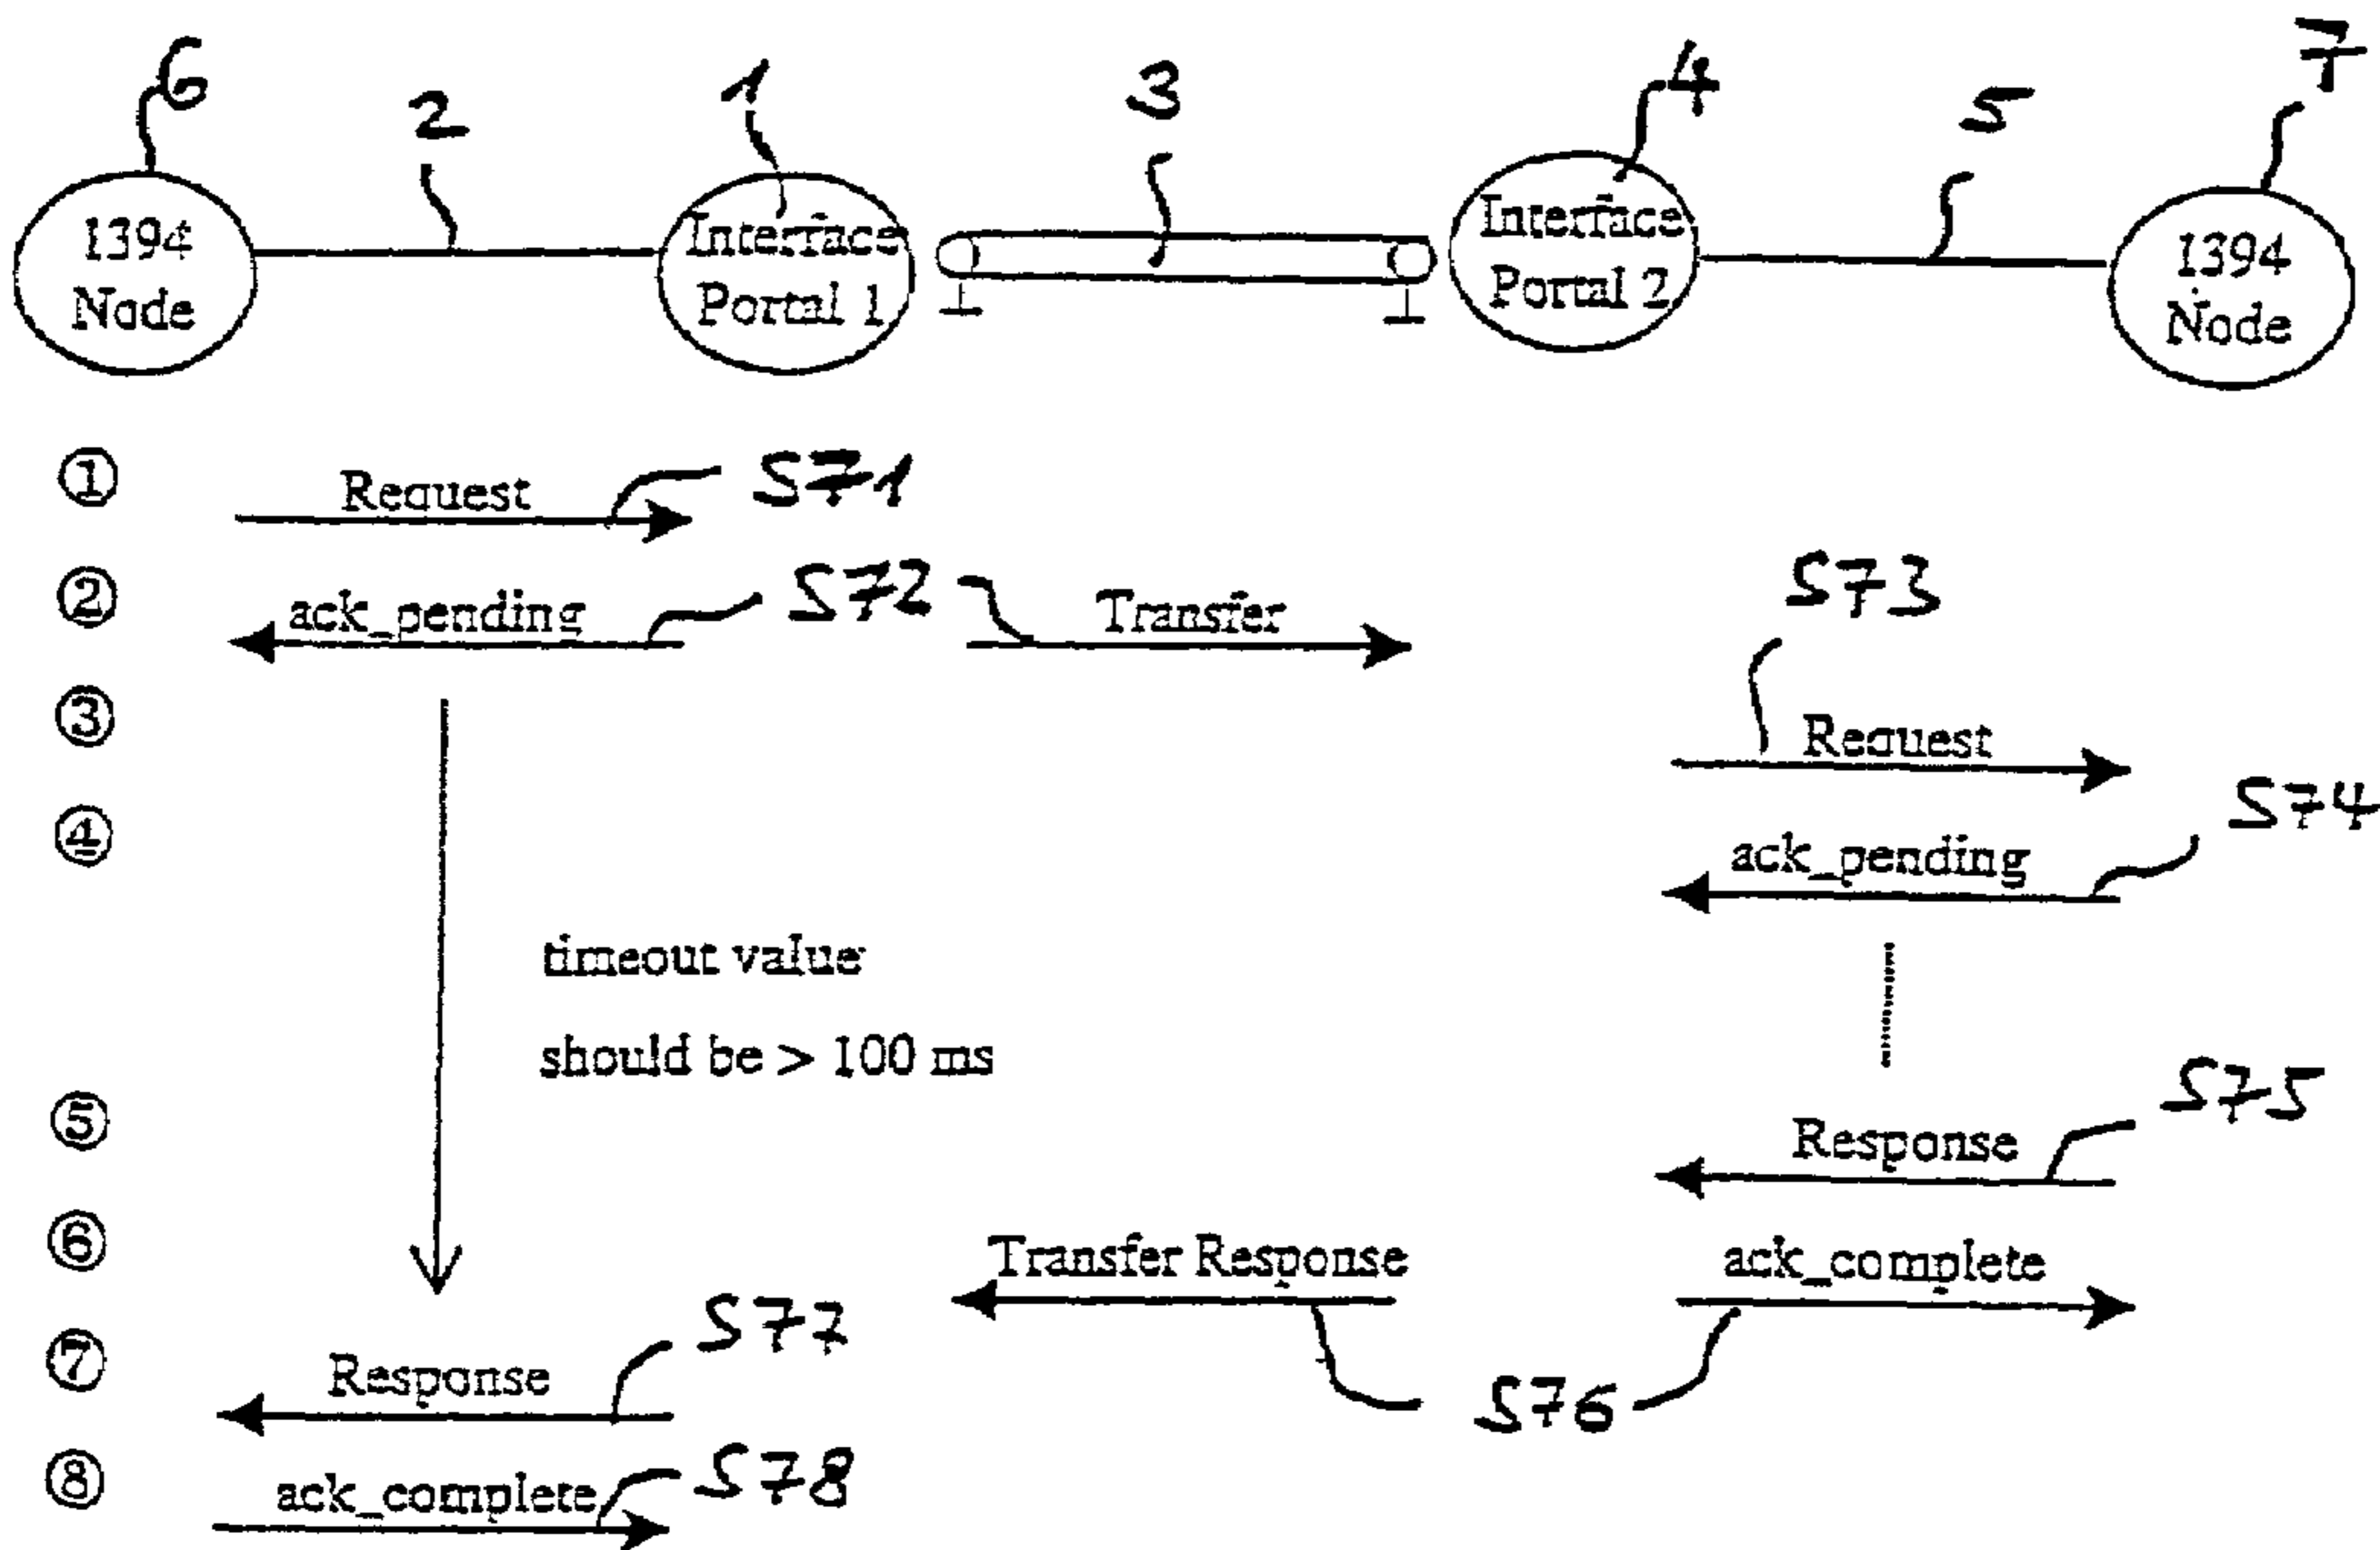 6
2
1
3
4
5
7
1394
Node
Interface
Portal 1
Interface
Portal 2
1394
Node
① Request S71
② ack_pending S72 Transfer
S73
③ Request
④ ack_pending S74
timeout value
should be > 100 ms
⑤ Response S75
⑥ Transfer Response ack_complete
⑦ Response S77
S76
⑧ ack_complete S78